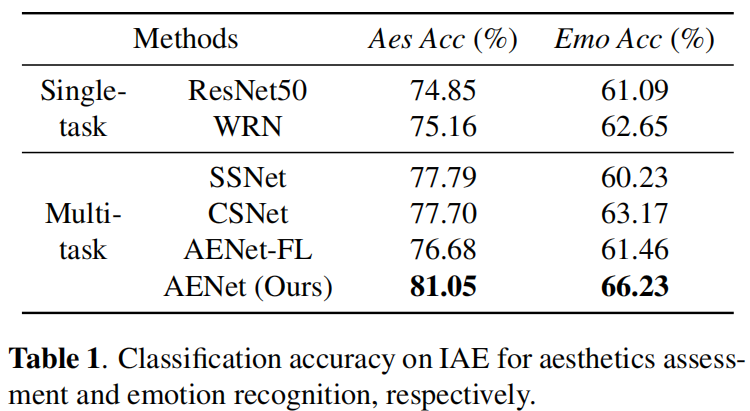 Methods Aes Acc (%) Emo Acc (%)
Single-task ResNet50 74.85 61.09
WRN 75.16 62.65
SSNet 77.79 60.23
Multi-task CSNet 77.70 63.17
AENet-FL 76.68 61.46
AENet (Ours) 81.05 66.23
Table 1. Classification accuracy on IAE for aesthetics assess-
ment and emotion recognition, respectively.